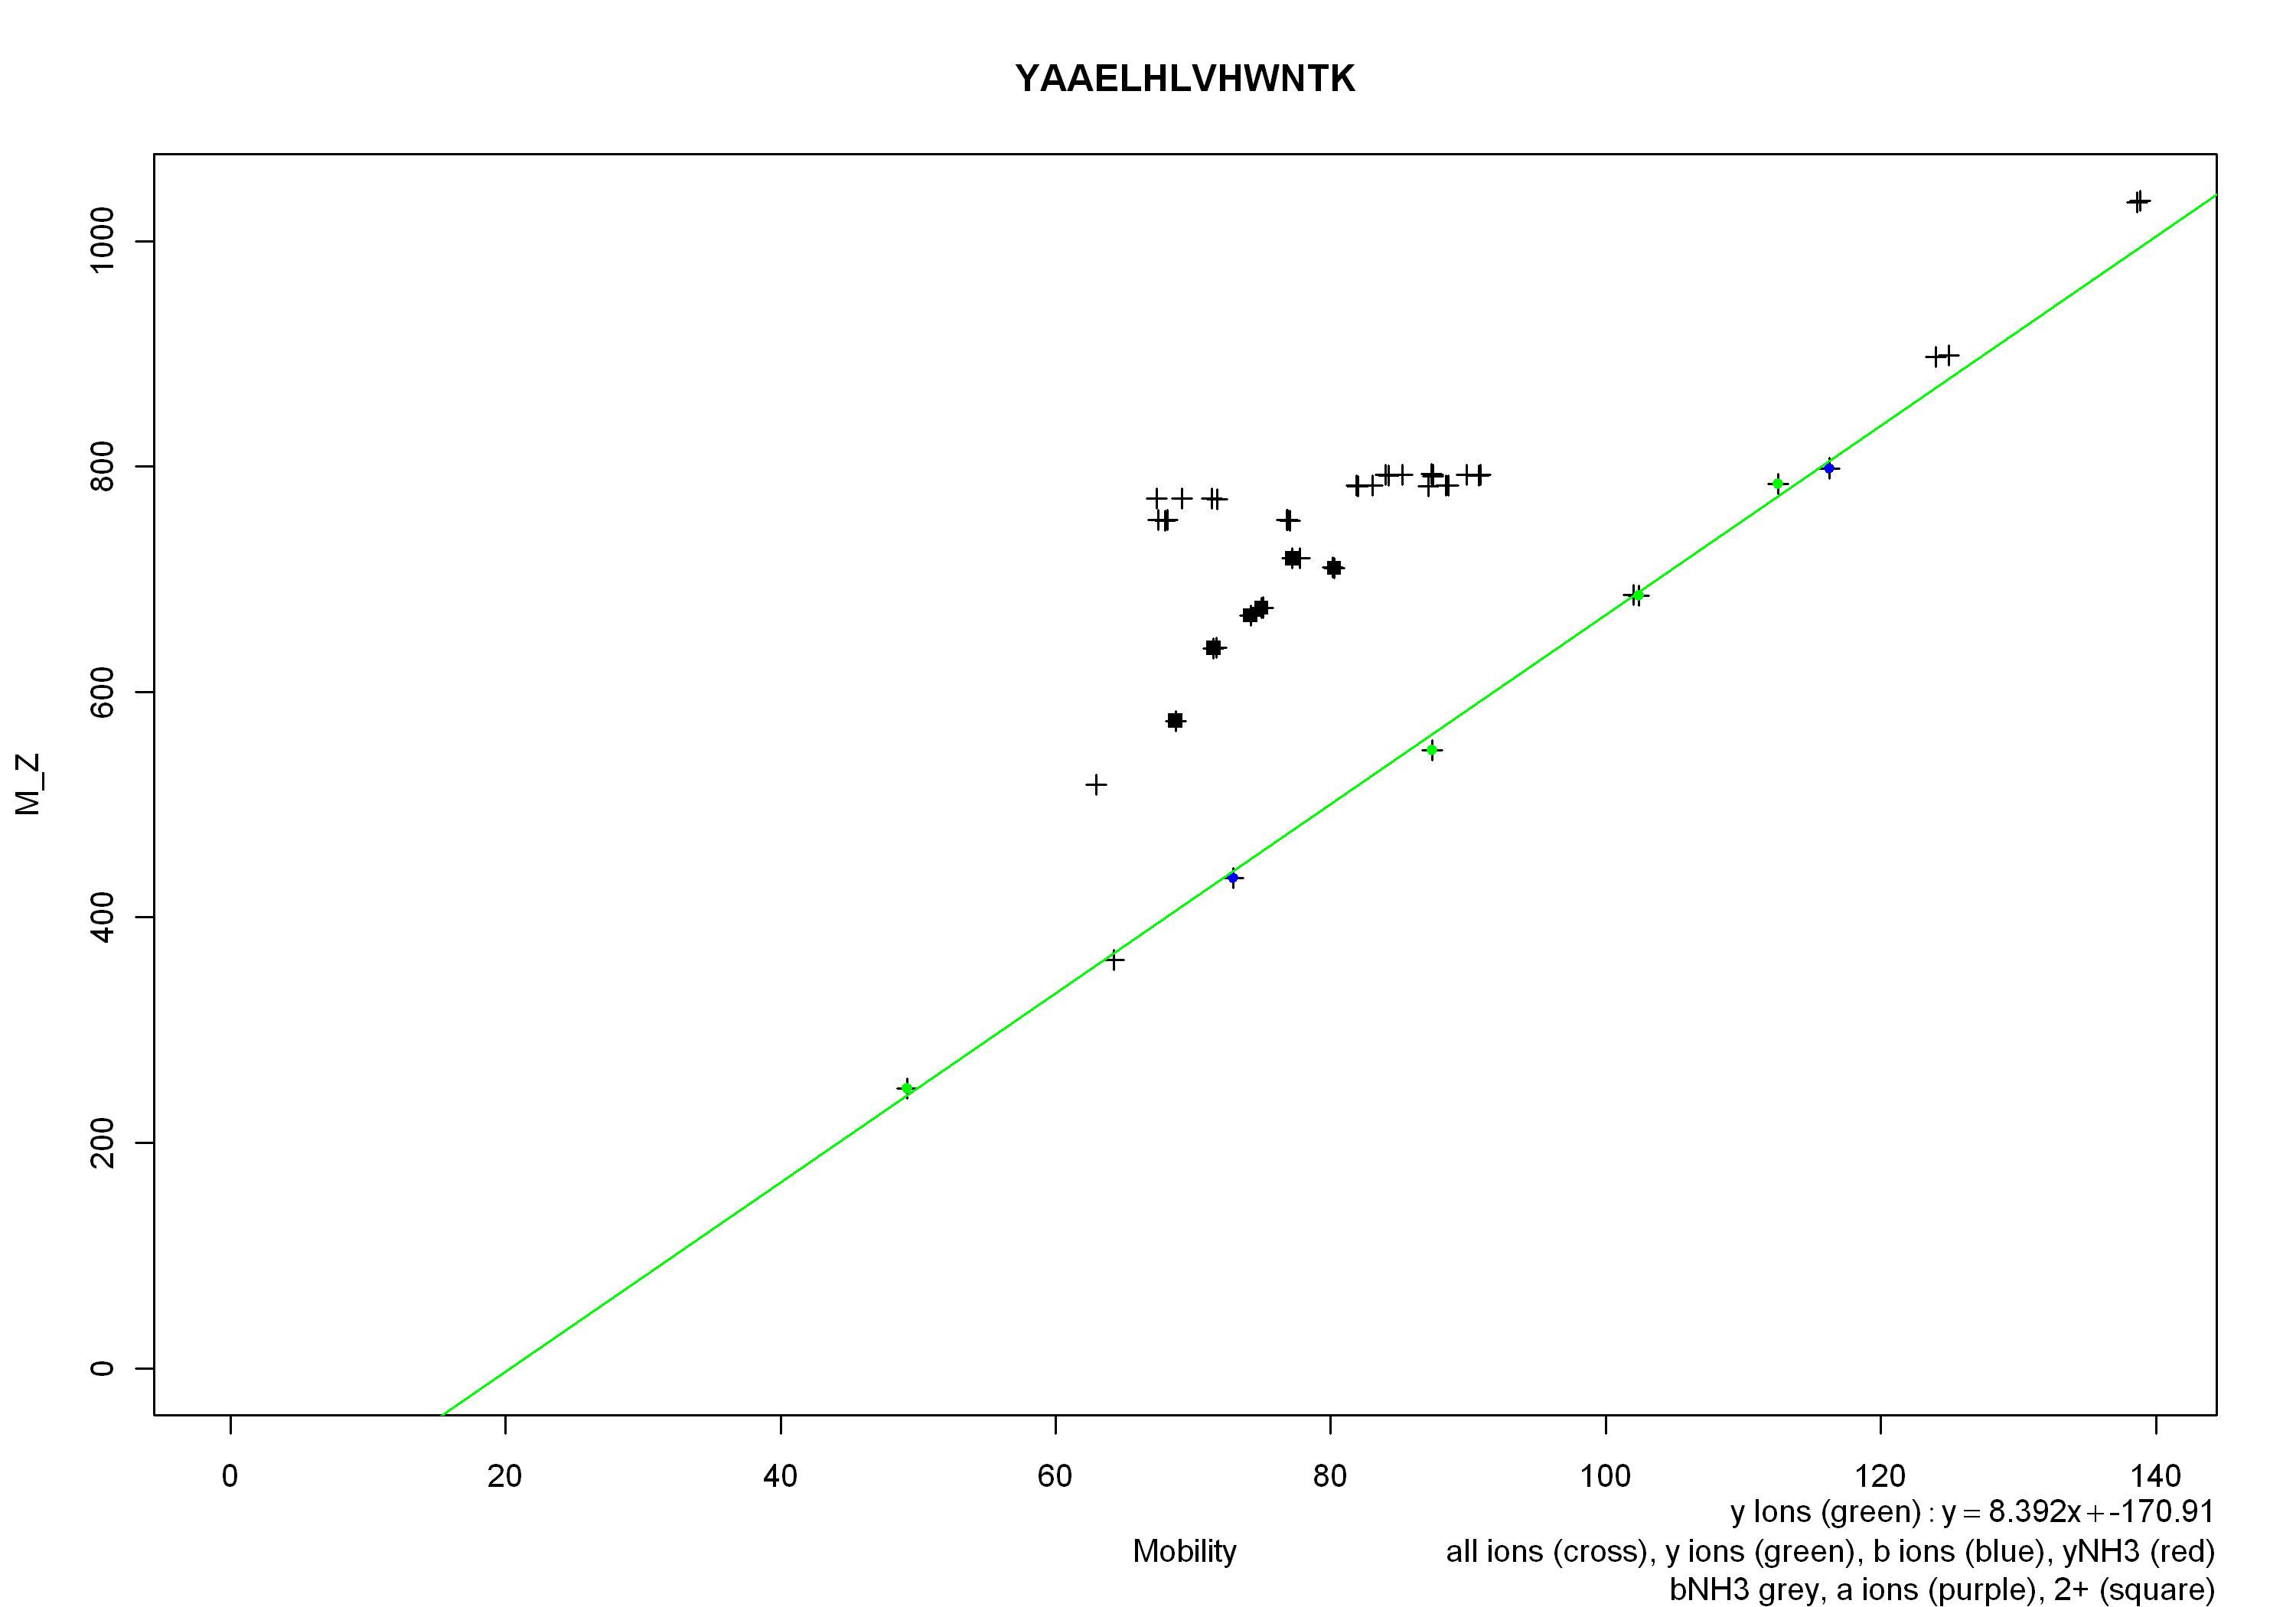 YAAELHLVHWNTK
1000
800
600
400
200
0
M_Z
0 20 40 60 80 100 120 140
y Ions (green) : y = 8.392x + -170.91
Mobility
all ions (cross), y ions (green), b ions (blue), yNH3 (red)
bNH3 grey, a ions (purple), 2+ (square)